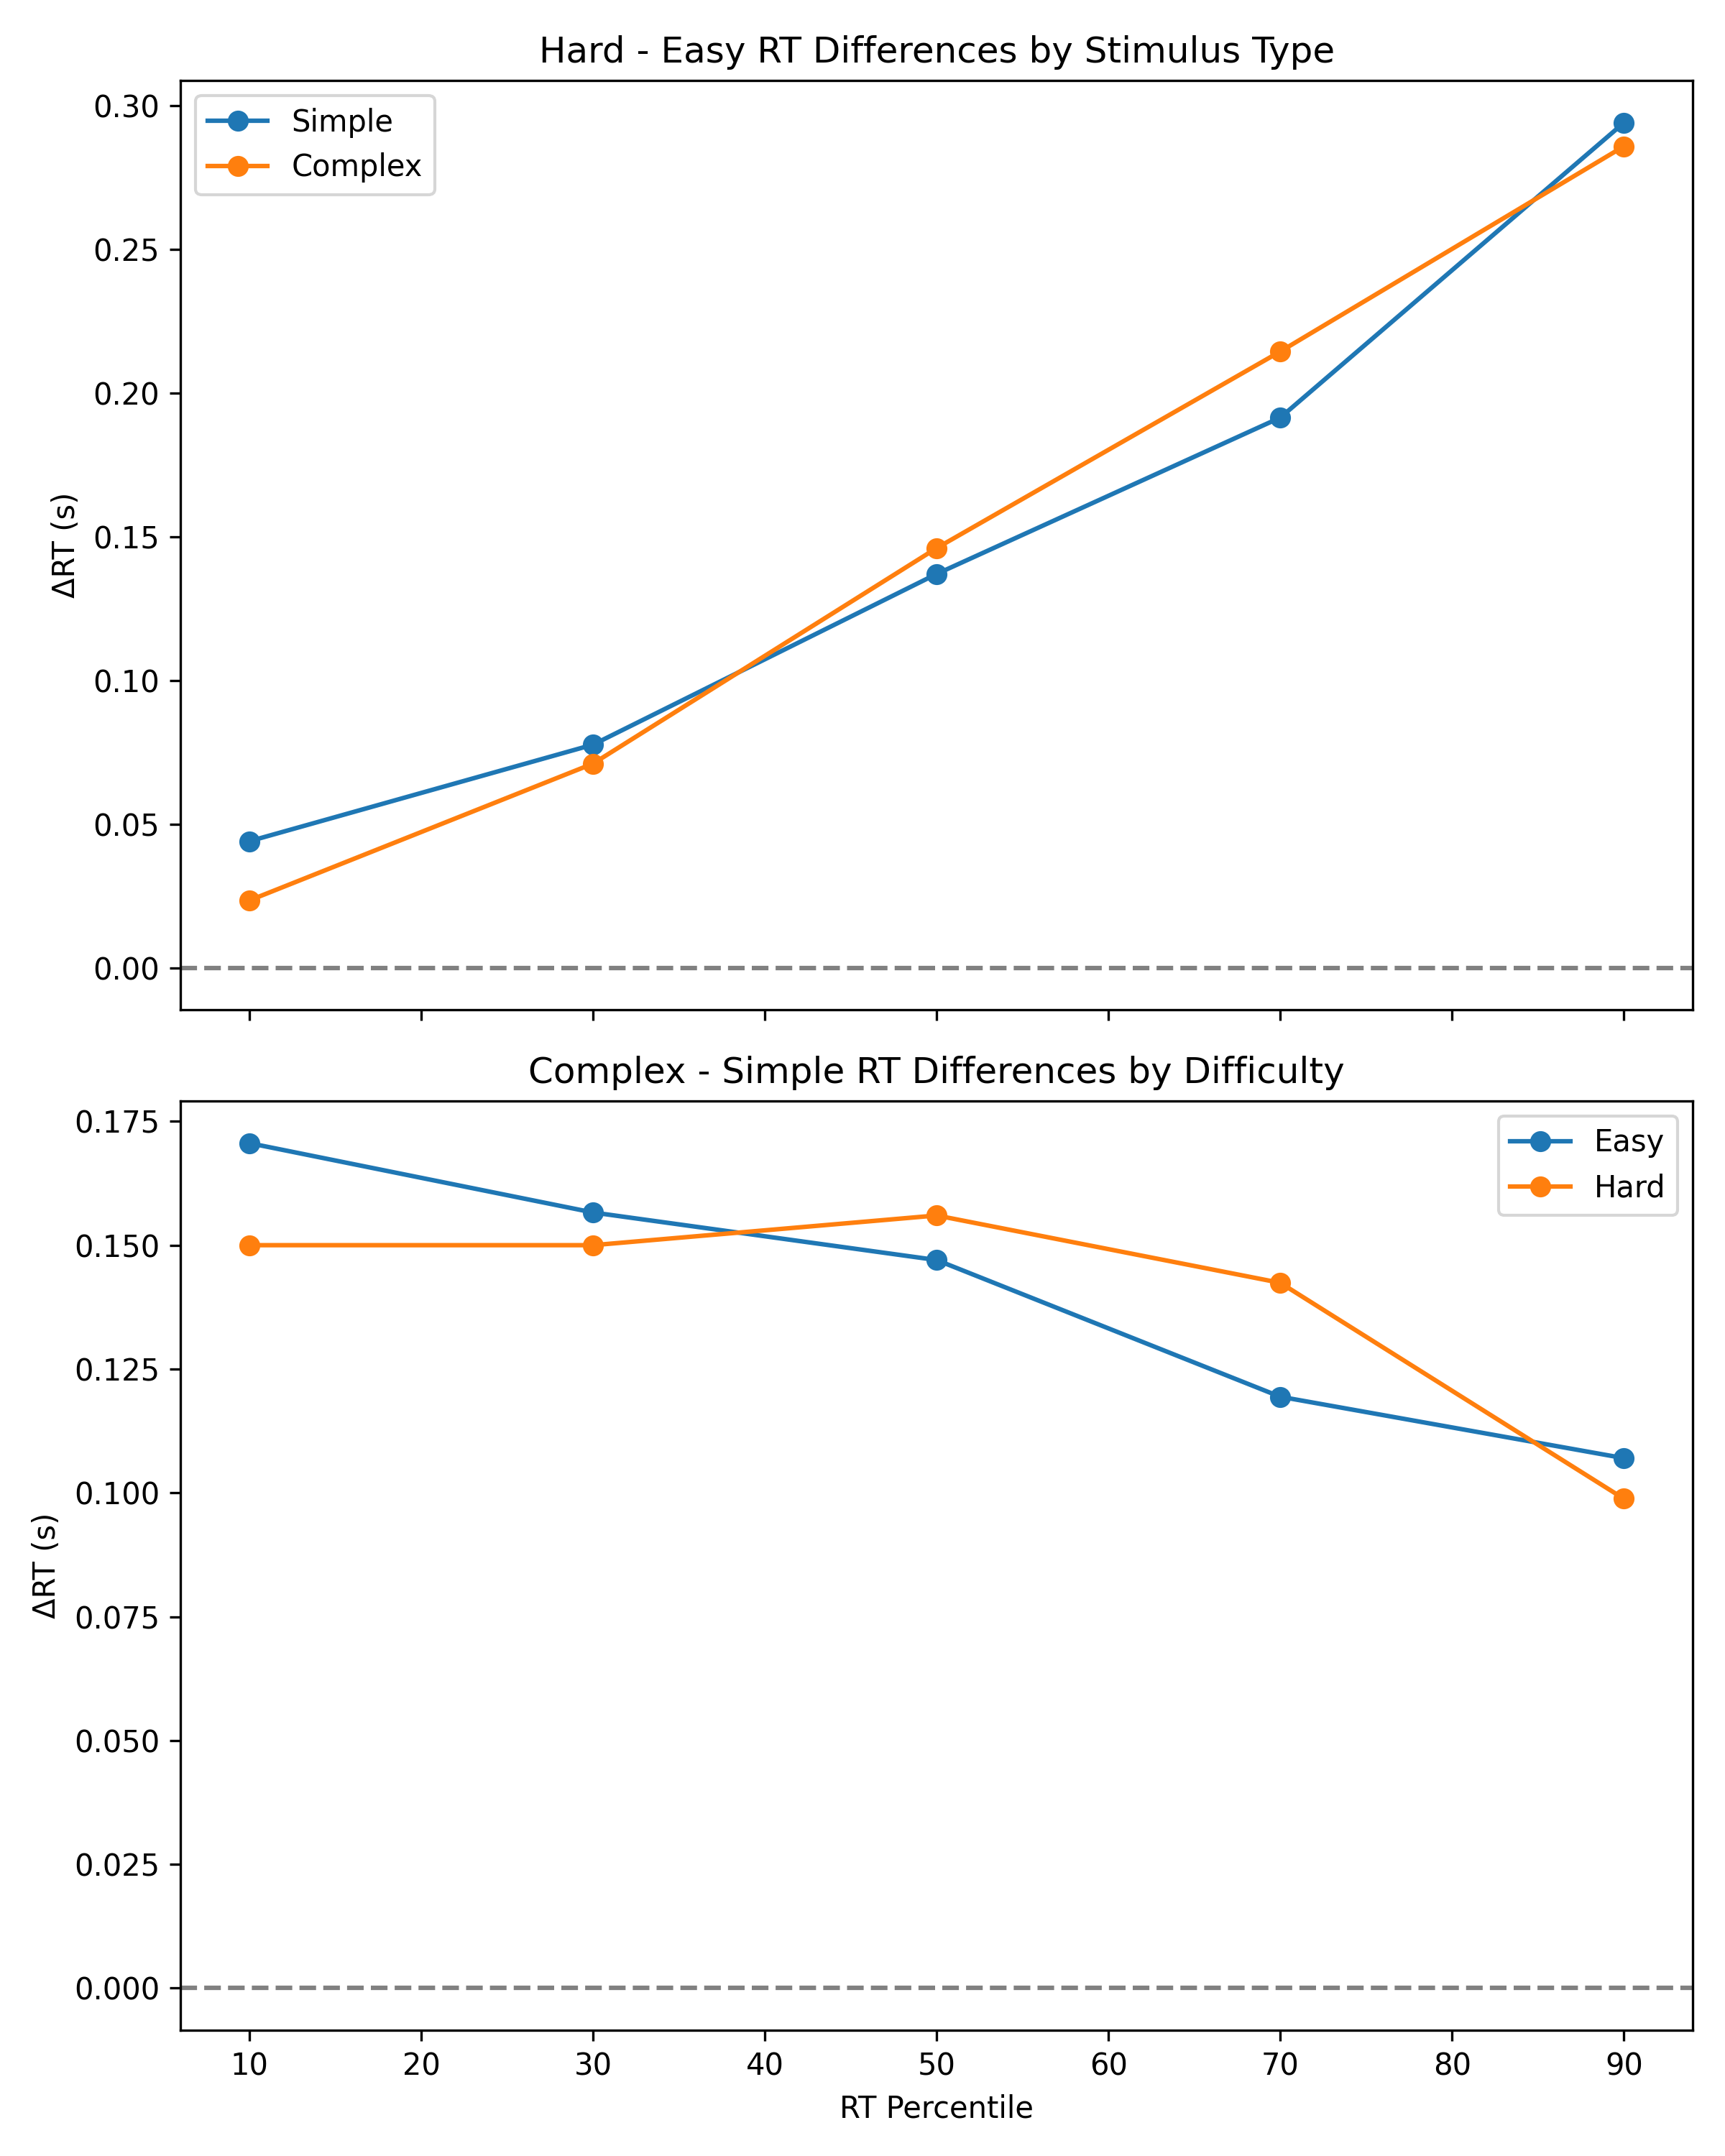 Hard - Easy RT Differences by Stimulus Type
Simple
Complex
0.30
0.25
0.20
0.15
0.10
0.05
0.00
ΔRT (s)
Complex - Simple RT Differences by Difficulty
Easy
Hard
0.175
0.150
0.125
0.100
0.075
0.050
0.025
0.000
ΔRT (s)
10 20 30 40 50 60 70 80 90
RT Percentile